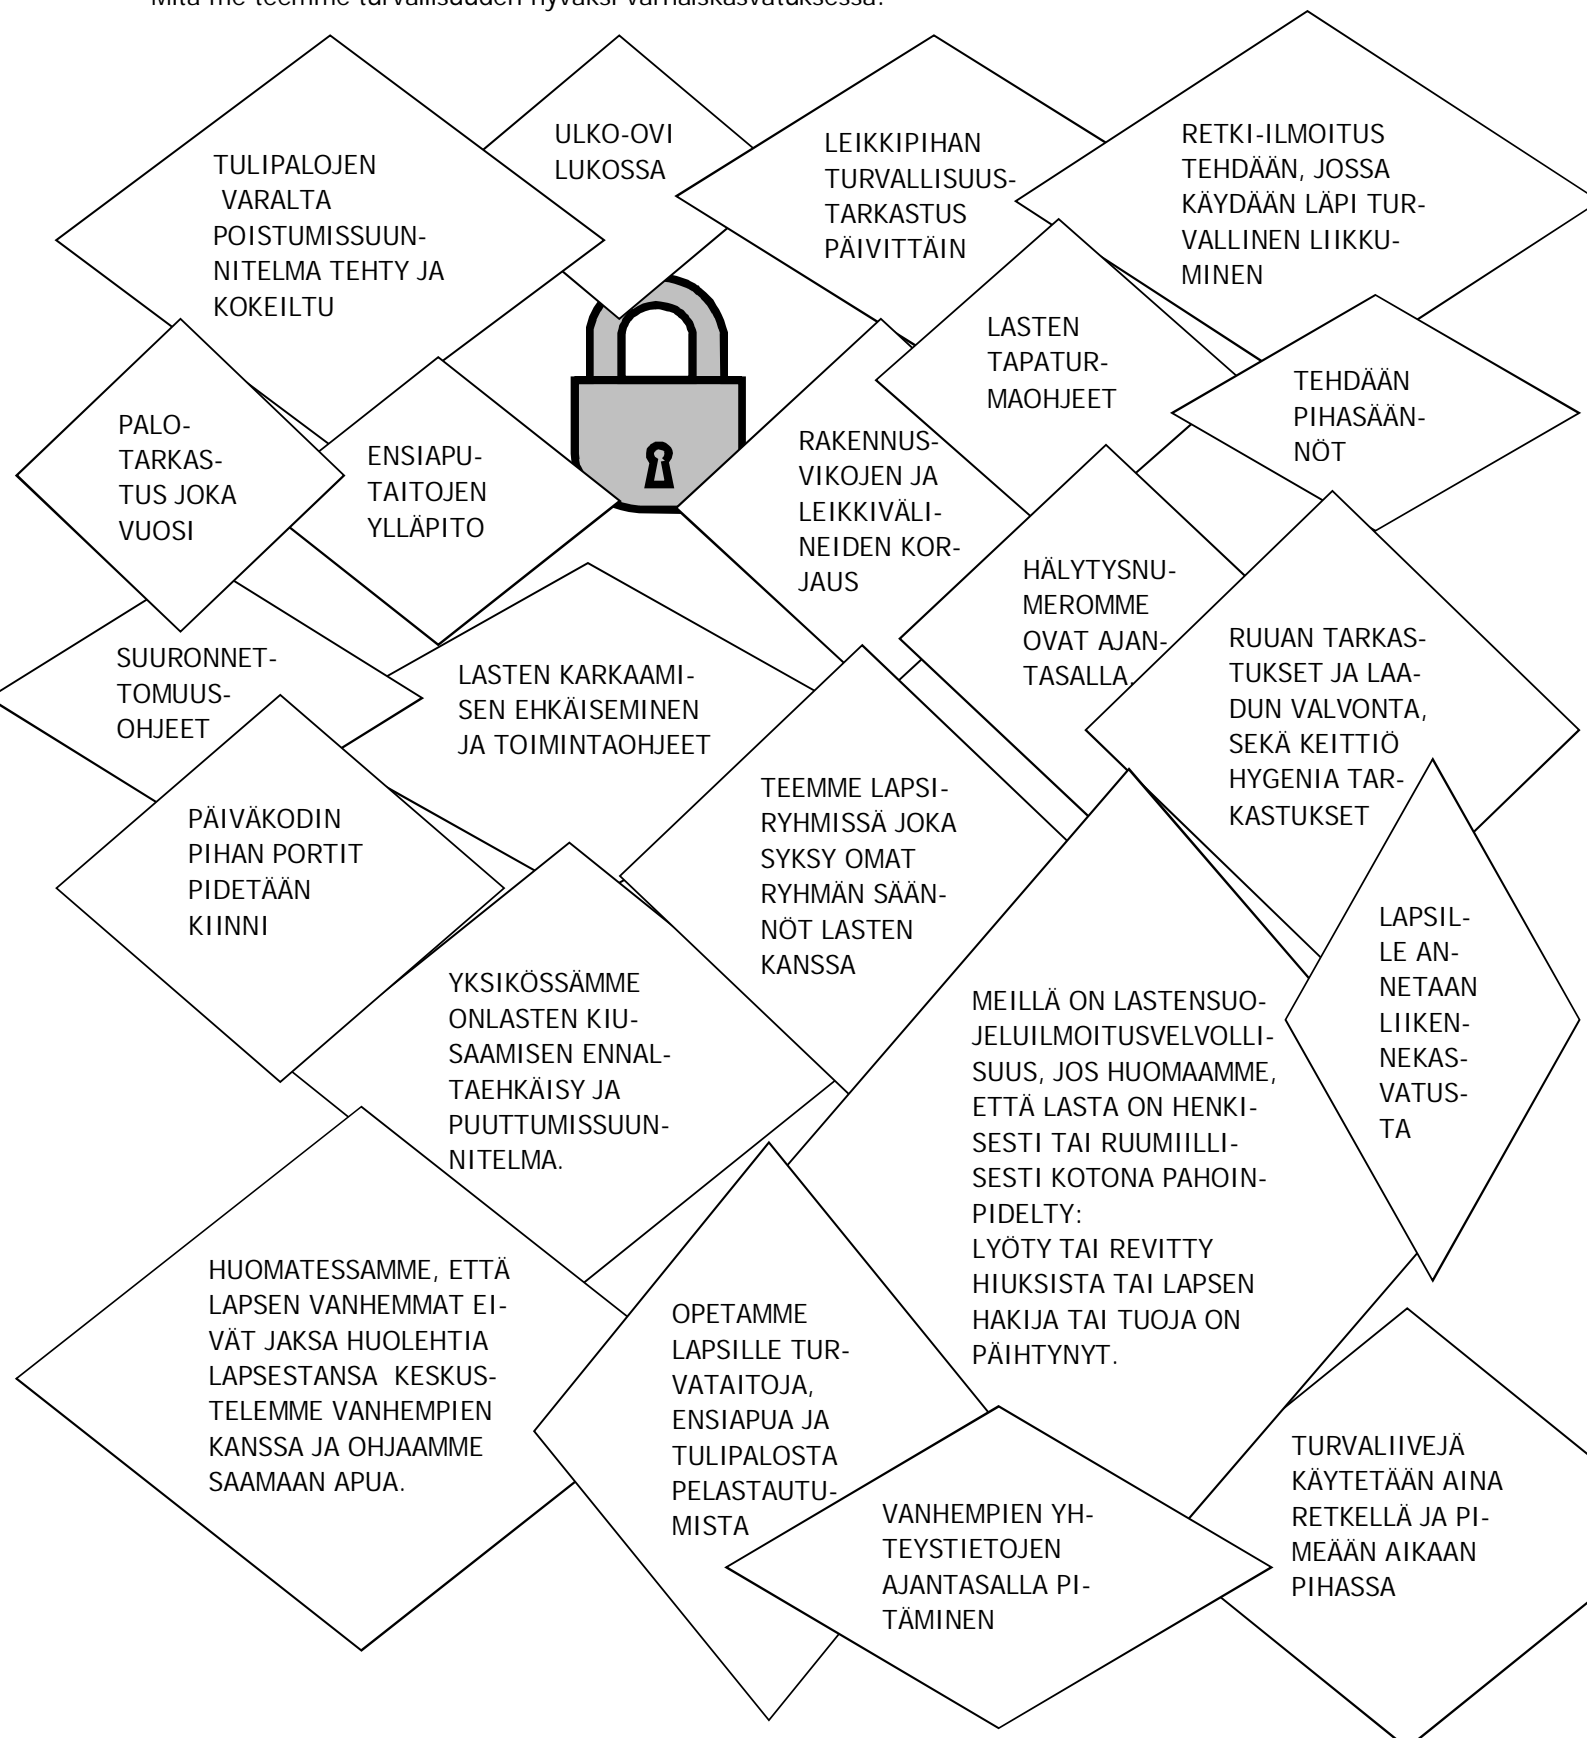 Mitä me teemme turvallisuuden hyväksi varhaiskasvatuksessa?
TULIPALOJEN
VARALTA
POISTUMISSUUN-
NITELMA TEHTY JA
KOKEILTU
ULKO-OVI
LUKOSSA
LEIKKIPIHAN
TURVALLISUUS-
TARKASTUS
PÄIVITTÄIN
RETKI-ILMOITUS
TEHDÄÄN, JOSSA
KÄYDÄÄN LÄPI TUR-
VALLINEN LIIKKU-
MINEN
LASTEN
TAPATUR-
MAOHJEET
TEHDÄÄN
PIHASÄÄN-
NÖT
PALO-
TARKAS-
TUS JOKA
VUOSI
ENSIAPU-
TAITOJEN
YLLÄPITO
RAKENNUS-
VIKOJEN JA
LEIKKIVÄLI-
NEIDEN KOR-
JAUS
HÄLYTYSNU-
MEROMME
OVAT AJAN-
TASALLA.
RUUAN TARKAS-
TUKSET JA LAA-
DUN VALVONTA,
SEKÄ KEITTIÖ
HYGENIA TAR-
KASTUKSET
SUURONNET-
TOMUUS-
OHJEET
LASTEN KARKAAMI-
SEN EHKÄISEMINEN
JA TOIMINTAOHJEET
PÄIVÄKODIN
PIHAN PORTIT
PIDETÄÄN
KIINNI
TEEMME LAPSI-
RYHMISSÄ JOKA
SYKSY OMAT
RYHMÄN SÄÄN-
NÖT LASTEN
KANSSA
LAPSIL-
LE AN-
NETAAN
LIIKEN-
NEKAS-
VATUS-
TA
YKSIKÖSSÄMME
ONLASTEN KIU-
SAAMISEN ENNAL-
TAEHKÄISY JA
PUUTTUMISSUUN-
NITELMA.
MEILLÄ ON LASTENSUO-
JELUILMOITUSVELVOLLI-
SUUS, JOS HUOMAAMME,
ETTÄ LASTA ON HENKI-
SESTI TAI RUUMIILLI-
SESTI KOTONA PAHOIN-
PIDELTY:
LYÖTY TAI REVITTY
HIUKSISTA TAI LAPSEN
HAKIJA TAI TUOJA ON
PÄIHTYNYT.
HUOMATESSAMME, ETTÄ
LAPSEN VANHEMMAT EI-
VÄT JAKSA HUOLEHTIA
LAPSESTANSA  KESKUS-
TELEMME VANHEMPIEN
KANSSA JA OHJAAMME
SAAMAAN APUA.
OPETAMME
LAPSILLE TUR-
VATAITOJA,
ENSIAPUA JA
TULIPALOSTA
PELASTAUTU-
MISTA
VANHEMPIEN YH-
TEYSTIETOJEN
AJANTASALLA PI-
TÄMINEN
TURVALIIVEJÄ
KÄYTETÄÄN AINA
RETKELLÄ JA PI-
MEÄÄN AIKAAN
PIHASSA